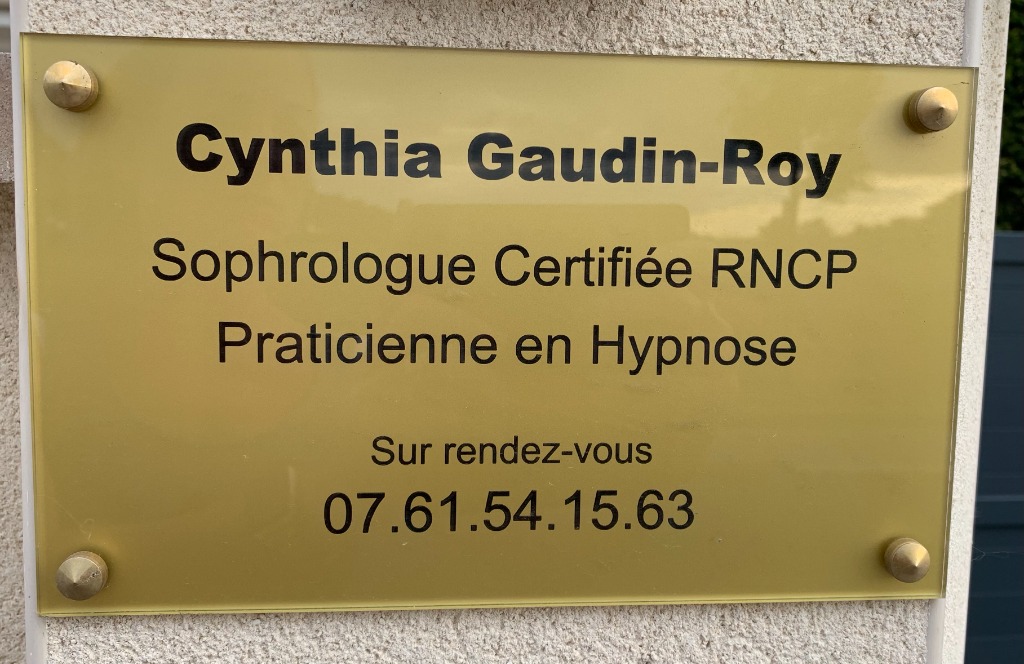 Cynthia Gaudin-Roy
Sophrologue Certifiée RNCP
Praticienne en Hypnose
Sur rendez-vous
07.61.54.15.63